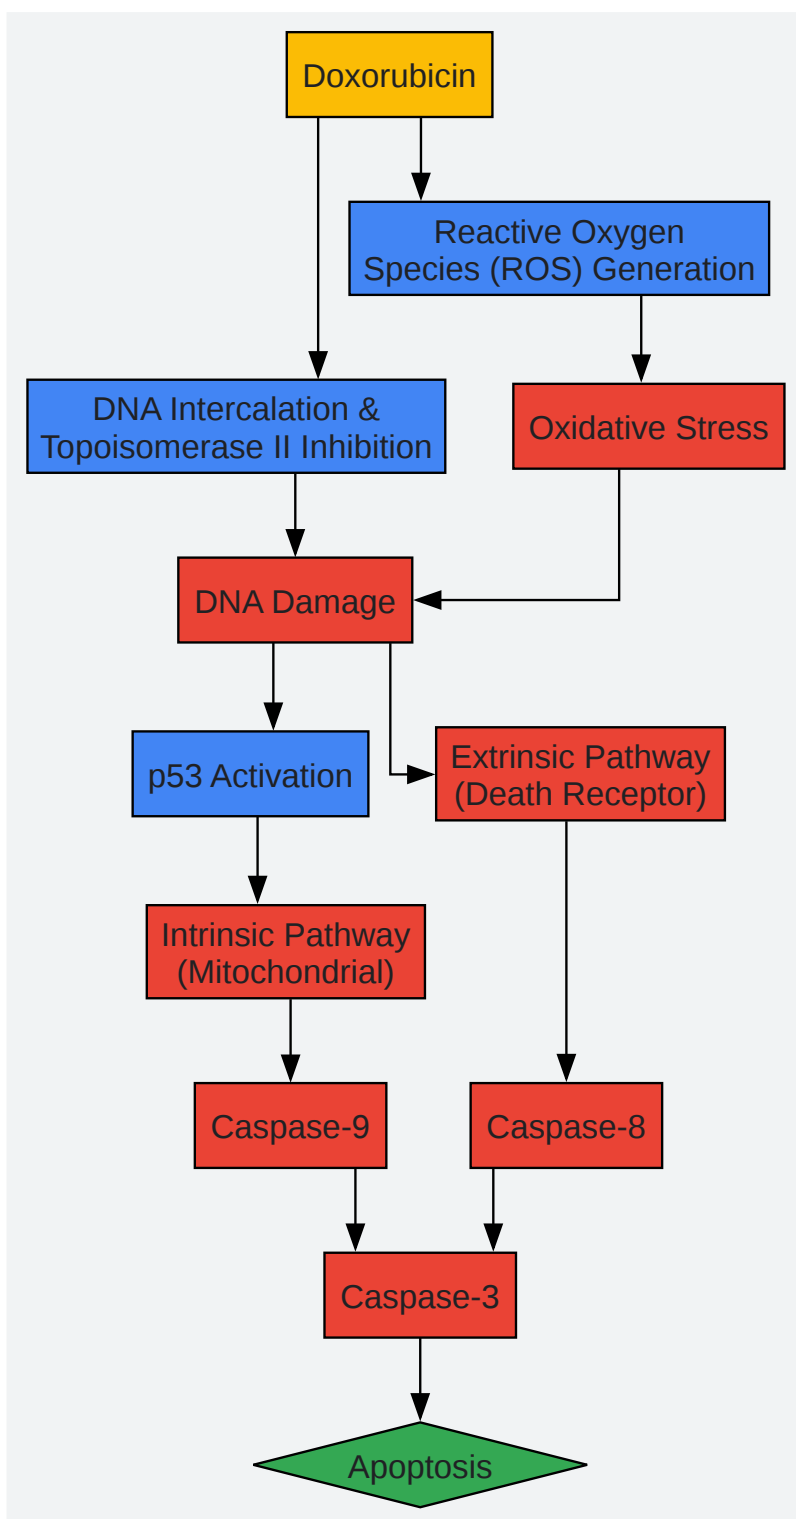 Doxorubicin
Reactive Oxygen
Species (ROS) Generation
DNA Intercalation &
Topoisomerase II Inhibition
Oxidative Stress
DNA Damage
p53 Activation
Extrinsic Pathway
(Death Receptor)
Intrinsic Pathway
(Mitochondrial)
Caspase-9
Caspase-8
Caspase-3
Apoptosis